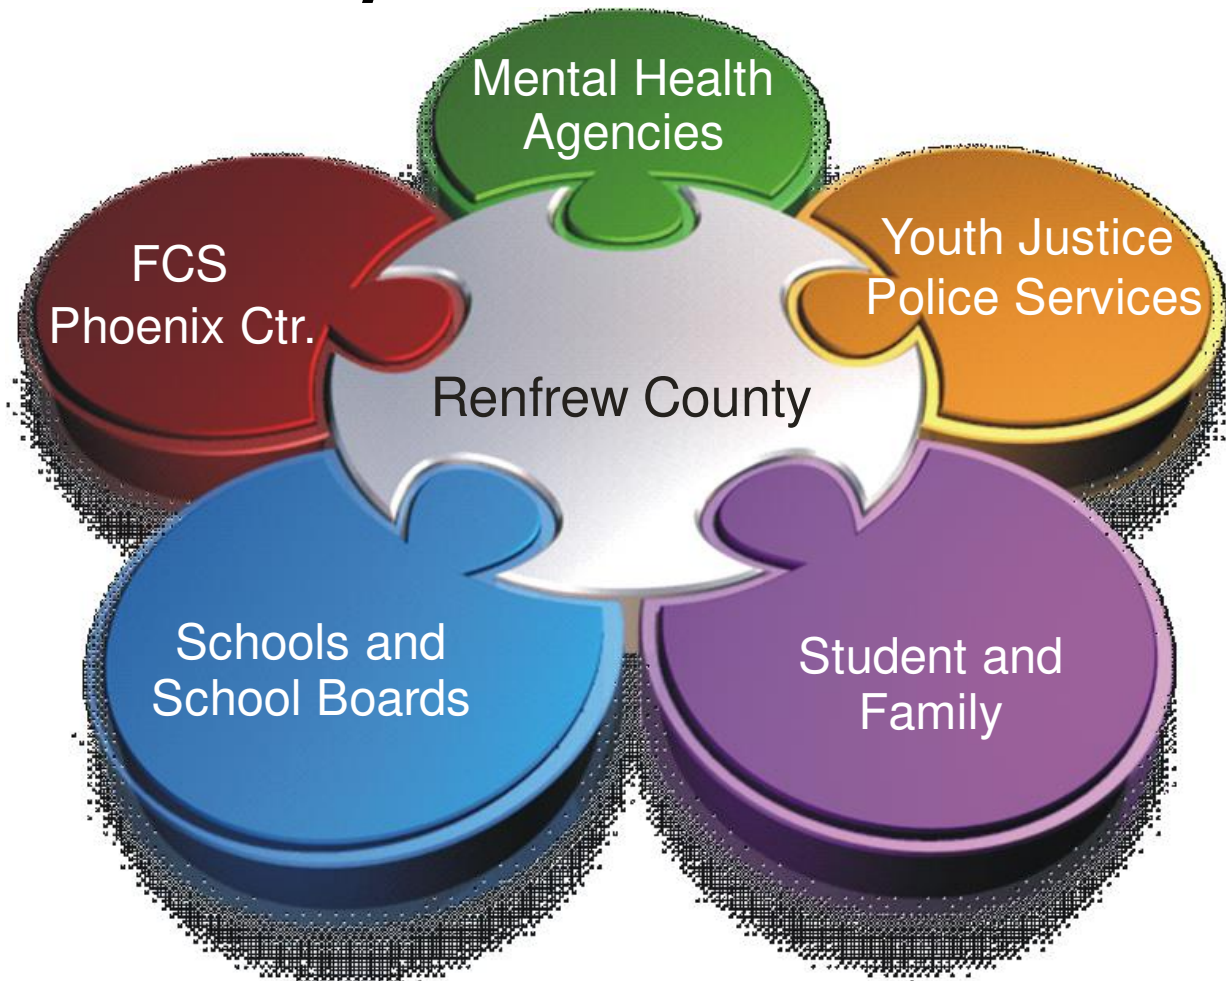 Mental Health
Agencies
FCS
Phoenix Ctr.
Youth Justice
Police Services
Renfrew County
Schools and
School Boards
Student and
Family